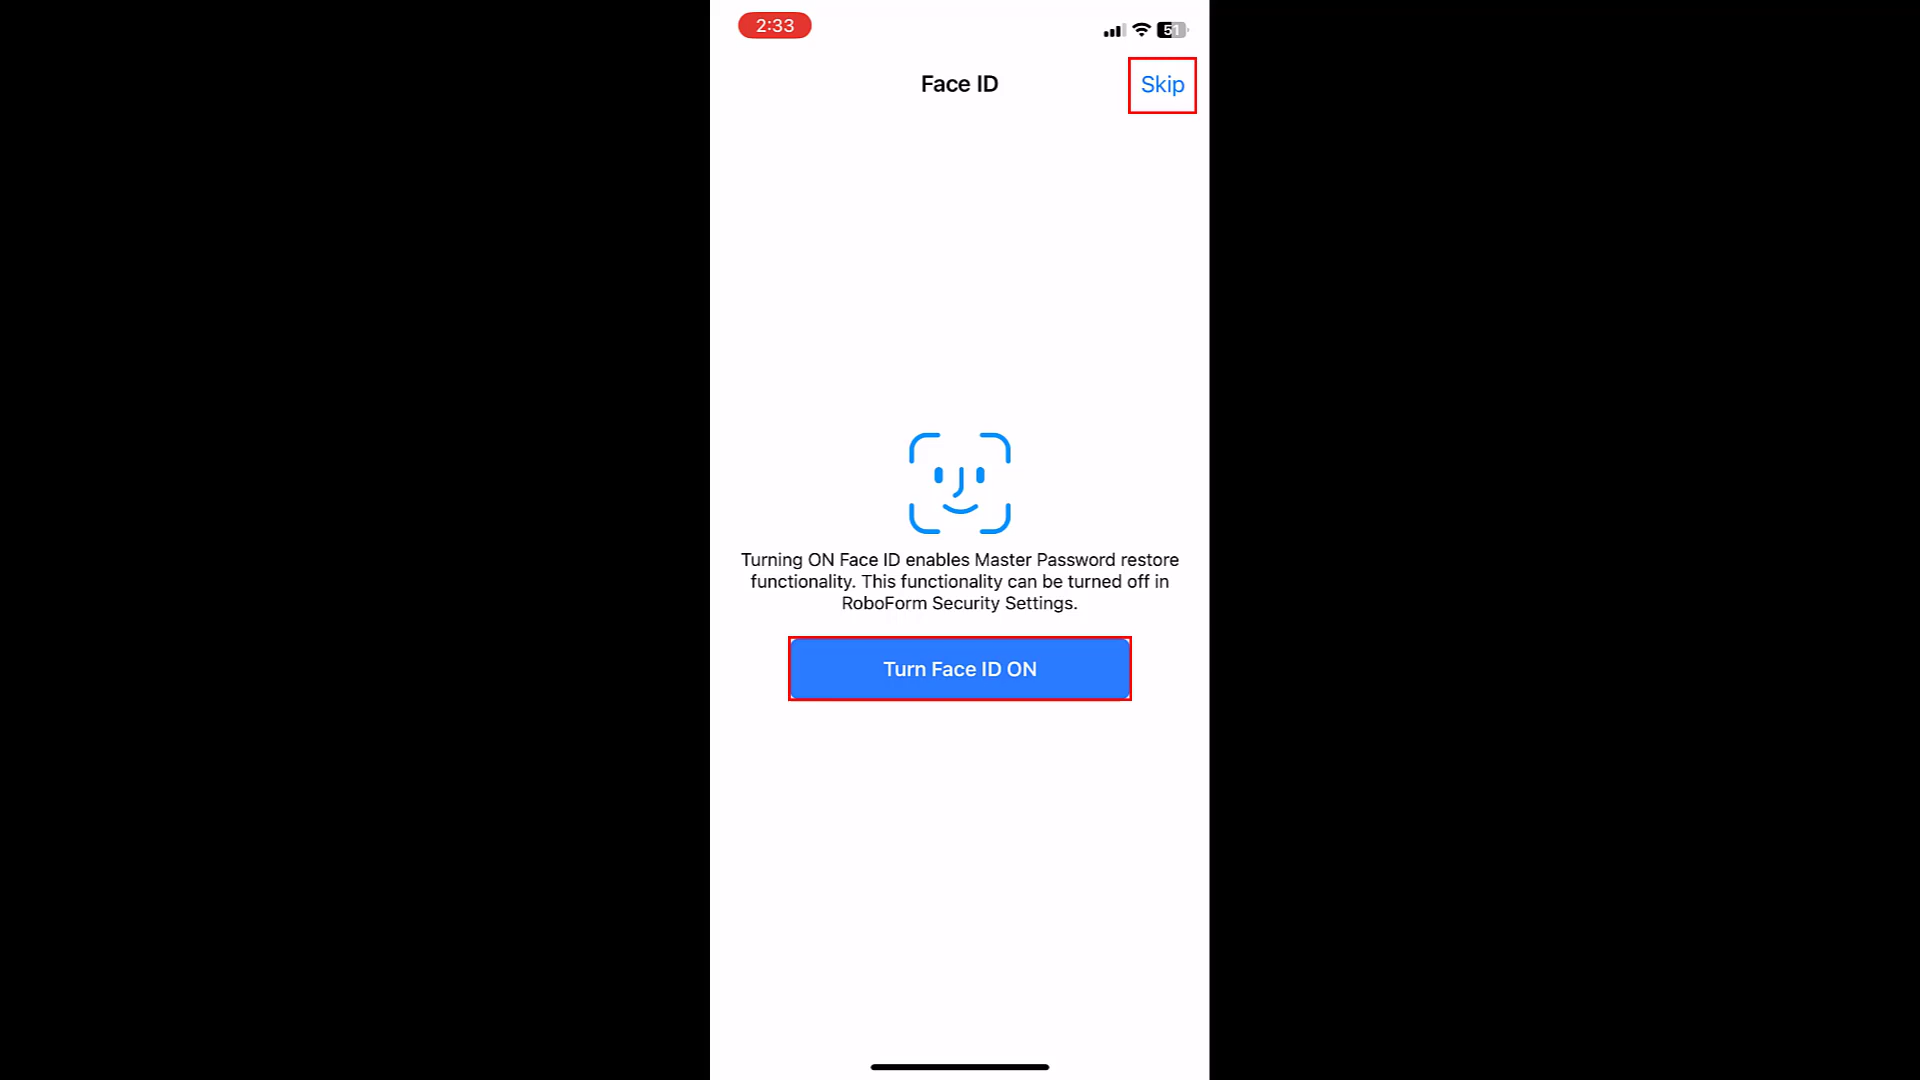 2:33
51
Face ID
Skip
Turning ON Face ID enables Master Password restore
functionality. This functionality can be turned off in
RoboForm Security Settings.
Turn Face ID ON